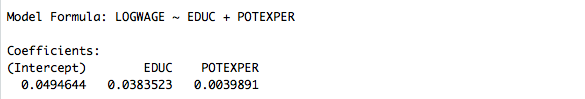 Model Formula: LOGWAGE ~ EDUC + POTEXPER
Coefficients:
(Intercept) EDUC POTEXPER
0.0494644 0.0383523 0.0039891